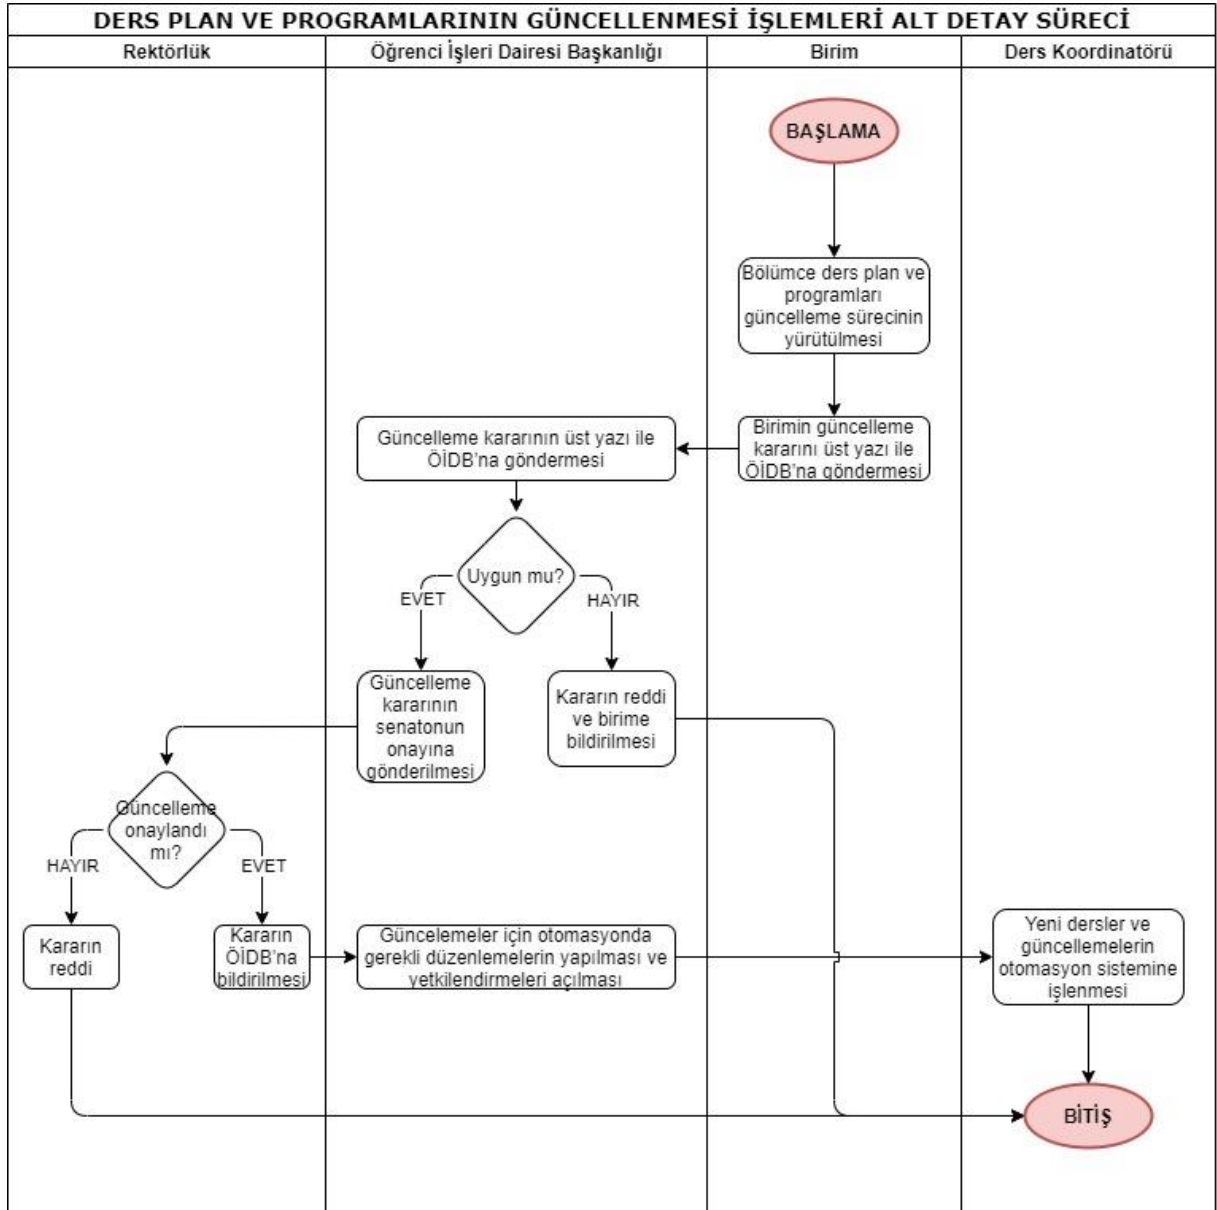 DERS PLAN VE PROGRAMLARININ GÜNCELLENMESİ İŞLEMLERİ ALT DETAY SÜRECİ
Rektörlük
Öğrenci İşleri Dairesi Başkanlığı
Birim
Ders Koordinatörü
BAŞLAMA
Bölümce ders plan ve
programları
güncelleme sürecinin
yürütülmesi
Birimin güncelleme
kararını üst yazı ile
ÖİDB'na göndermesi
Güncelleme kararının üst yazı ile
ÖİDB'na göndermesi
Uygun mu?
EVET
HAYIR
Güncelleme
kararının
senatonun
onayına
gönderilmesi
Kararın reddi
ve birime
bildirilmesi
Güncelleme
onaylandı
mı?
HAYIR
EVET
Kararın
reddi
Kararın
ÖİDB'na
bildirilmesi
Güncelemeler için otomasyonda
gerekli düzenlemelerin yapılması ve
yetkilendirmeleri açılması
Yeni dersler ve
güncellemelerin
otomasyon sistemine
işlenmesi
BİTİŞ